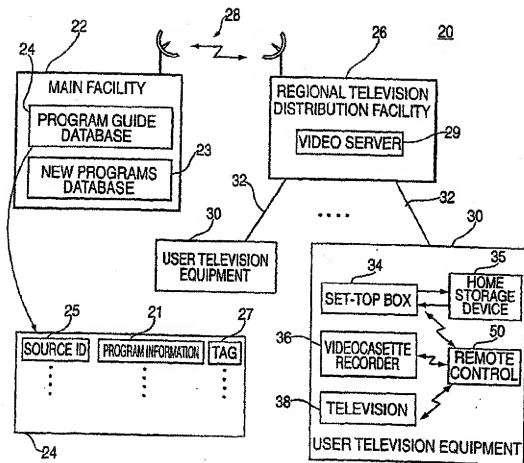 28
20
24
22
26
MAIN FACILITY
PROGRAM GUIDE
DATABASE
23
NEW PROGRAMS
DATABASE
REGIONAL TELEVISION
DISTRIBUTION FACILITY
VIDEO SERVER
29
32
32
30
USER TELEVISION
EQUIPMENT
30
34
35
SET-TOP BOX
HOME
STORAGE
DEVICE
36
VIDEOCASETTE
RECORDER
50
REMOTE
CONTROL
38
TELEVISION
USER TELEVISION EQUIPMENT
25
21
27
SOURCE ID
PROGRAM INFORMATION
TAG
24